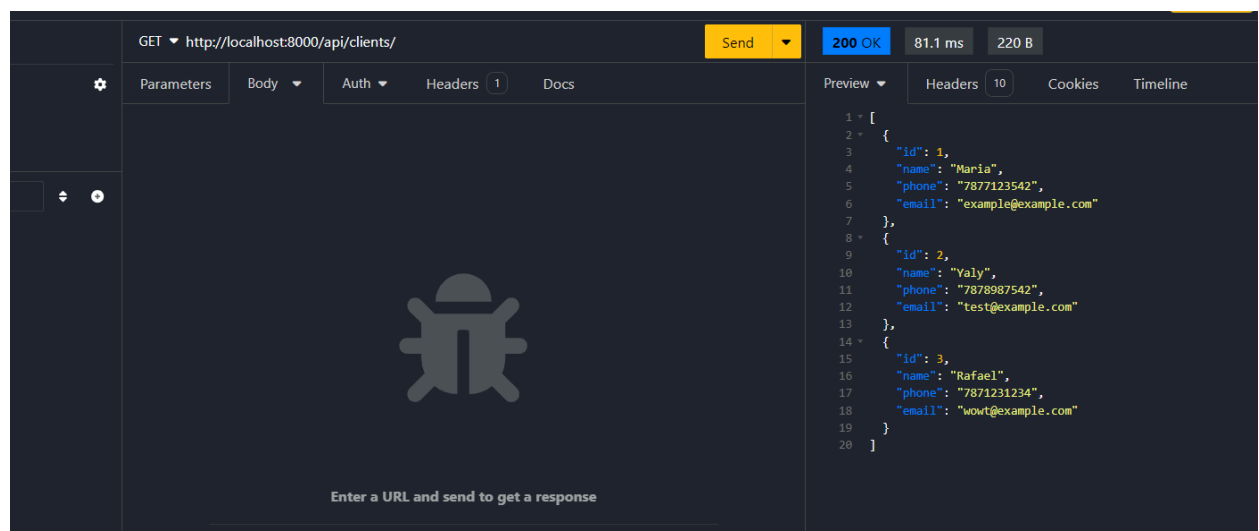 GET http://localhost:8000/api/clients/
Send
200 OK
81.1 ms
220 B
Parameters
Body
Auth
Headers 1
Docs
Preview
Headers 10
Cookies
Timeline
1 [
2 {
3 "id": 1,
4 "name": "Maria",
5 "phone": "7877123542",
6 "email": "example@example.com"
7 },
8 {
9 "id": 2,
10 "name": "Yaly",
11 "phone": "7878987542",
12 "email": "test@example.com"
13 },
14 {
15 "id": 3,
16 "name": "Rafael",
17 "phone": "7871231234",
18 "email": "wowt@example.com"
19 }
20 ]
Enter a URL and send to get a response